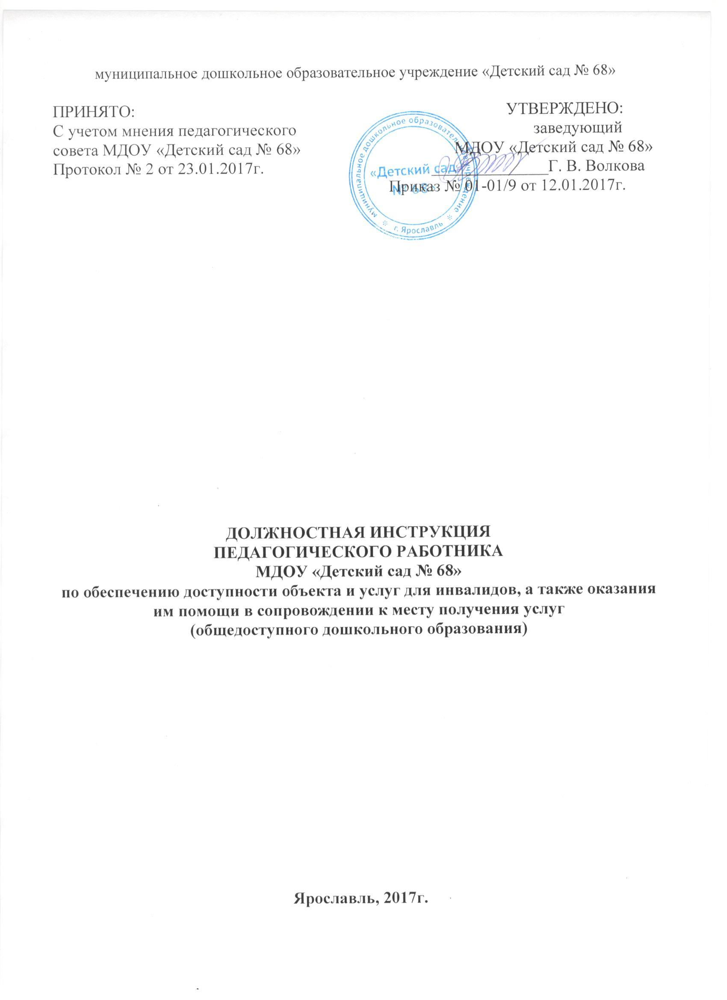 муниципальное дошкольное образовательное учреждение «Детский сад № 68»
ПРИНЯТО:
С учетом мнения педагогического
совета МДОУ «Детский сад № 68»
Протокол № 2 от 23.01.2017г.
УТВЕРЖДЕНО:
заведующий
МДОУ «Детский сад № 68»
______________Г. В. Волкова
Приказ № 01-01/9 от 12.01.2017г.
муниципальное дошкольное образовательное учреждение
г. Ярославль
«Детский сад
№ 68»
ДОЛЖНОСТНАЯ ИНСТРУКЦИЯ
ПЕДАГОГИЧЕСКОГО РАБОТНИКА
МДОУ «Детский сад № 68»
по обеспечению доступности объекта и услуг для инвалидов, а также оказания
им помощи в сопровождении к месту получения услуг
(общедоступного дошкольного образования)
Ярославль, 2017г.